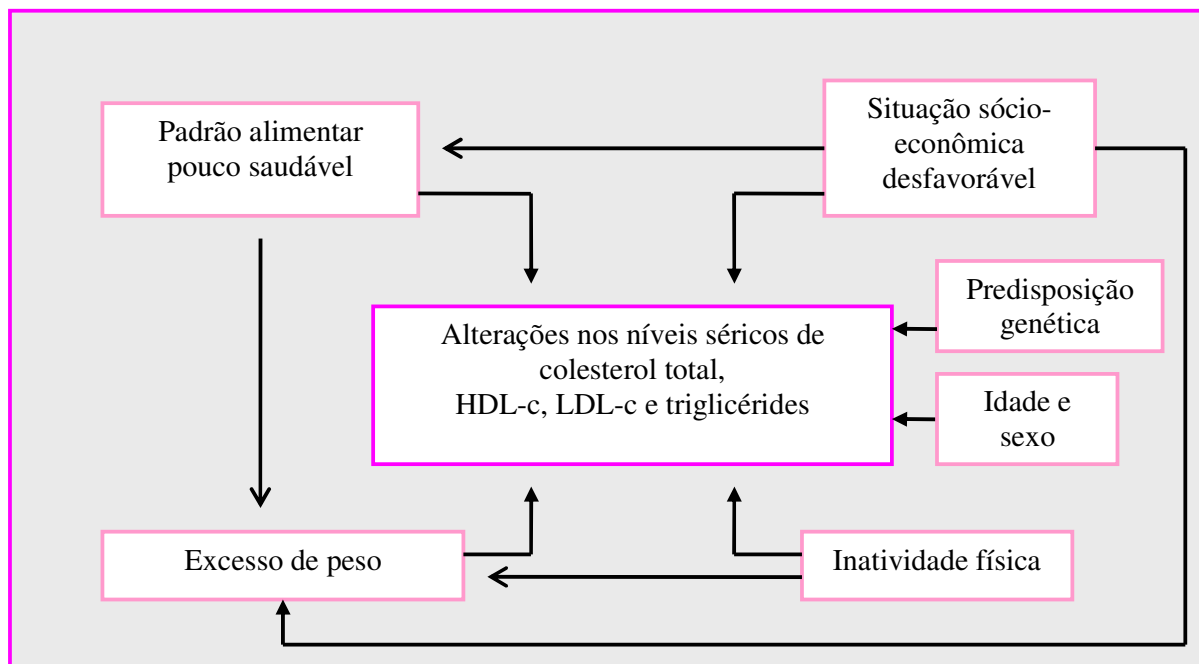 Padrão alimentar
pouco saudável
Situação sócio-
econômica
desfavorável
Predisposição
genética
Alterações nos níveis séricos de
colesterol total,
HDL-c, LDL-c e triglicérides
Idade e
sexo
Excesso de peso
Inatividade física